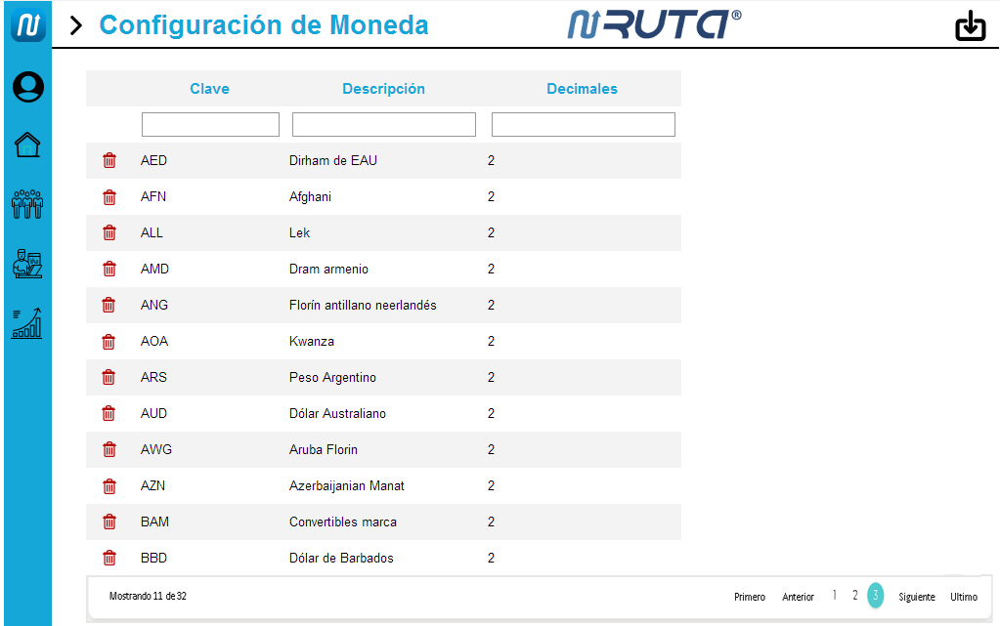 Configuración de Moneda
RUTA®
Clave Descripción Decimales
AED Dirham de EAU 2
AFN Afghani 2
ALL Lek 2
AMD Dram armenio 2
ANG Florín antillano neerlandés 2
AOA Kwanza 2
ARS Peso Argentino 2
AUD Dólar Australiano 2
AWG Aruba Florin 2
AZN Azerbaijanian Manat 2
BAM Convertibles marca 2
BBD Dólar de Barbados 2
Mostrando 11 de 32 Primero Anterior 1 2 3 Siguiente Ultimo